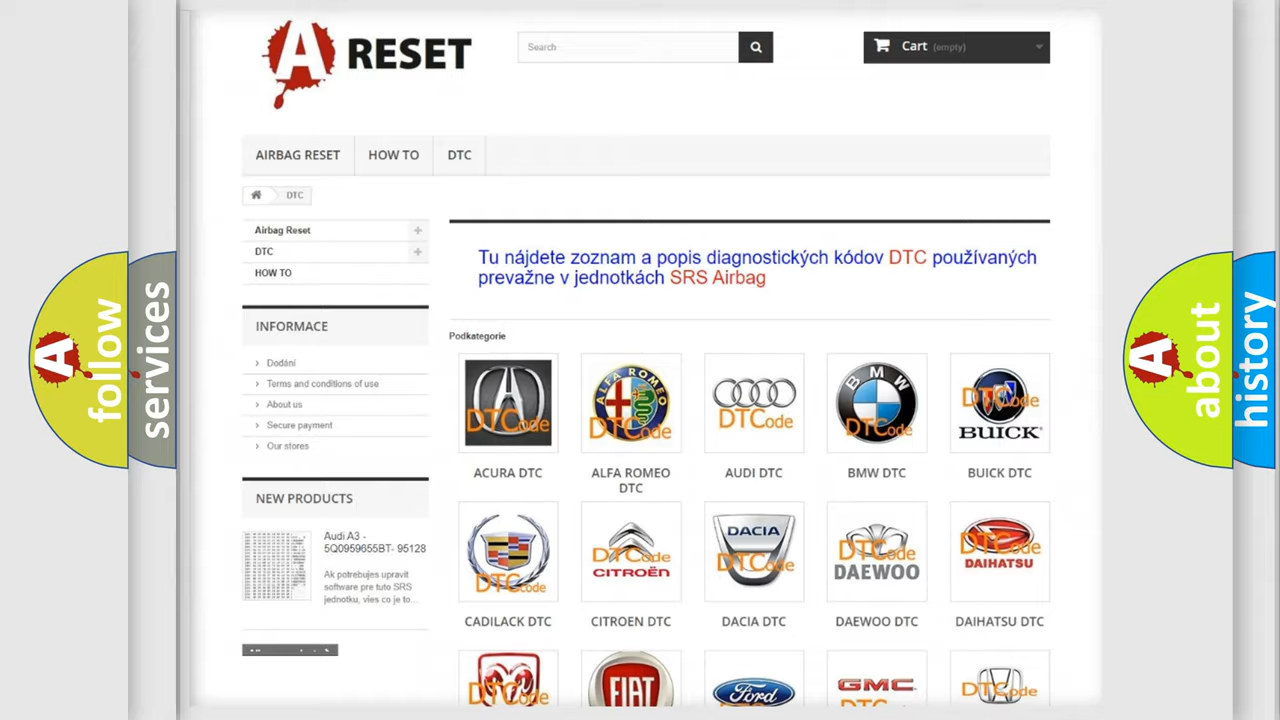 A RESET
Search
Cart (empty)
AIRBAG RESET
HOW TO
DTC
DTC
Airbag Reset
DTC
HOW TO
INFORMACE
Dodání
Terms and conditions of use
About us
Secure payment
Our stores
NEW PRODUCTS
Audi A3 -
5Q0959655BT- 95128
Ak potrebujes upravit
software pre tuto SRS
jednotku, vies co je to...
Tu nájdete zoznam a popis diagnostických kódov DTC používaných
prevažne v jednotkách SRS Airbag
Podkategorie
DTCode
ALFA ROMEO
DTCode
DTCode
BMW
DTCode
DTCode
BUICK
ACURA DTC
ALFA ROMEO
DTC
AUDI DTC
BMW DTC
BUICK DTC
DTCode
DTCode
CITROËN
DACIA
DTCode
DTCode
DAEWOO
DTCode
DAIHATSU
CADILACK DTC
CITROEN DTC
DACIA DTC
DAEWOO DTC
DAIHATSU DTC
DTCode
FIAT
Ford
GMC
DTCode
A follow
services
A about
history